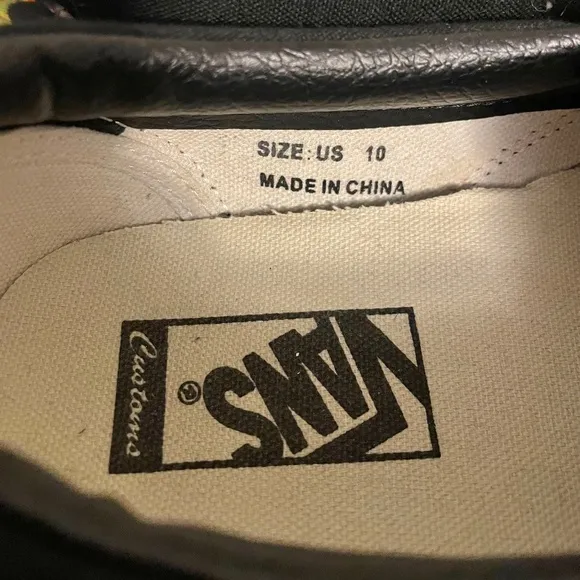 SIZE: US 10
MADE IN CHINA
VANS
®
Customs